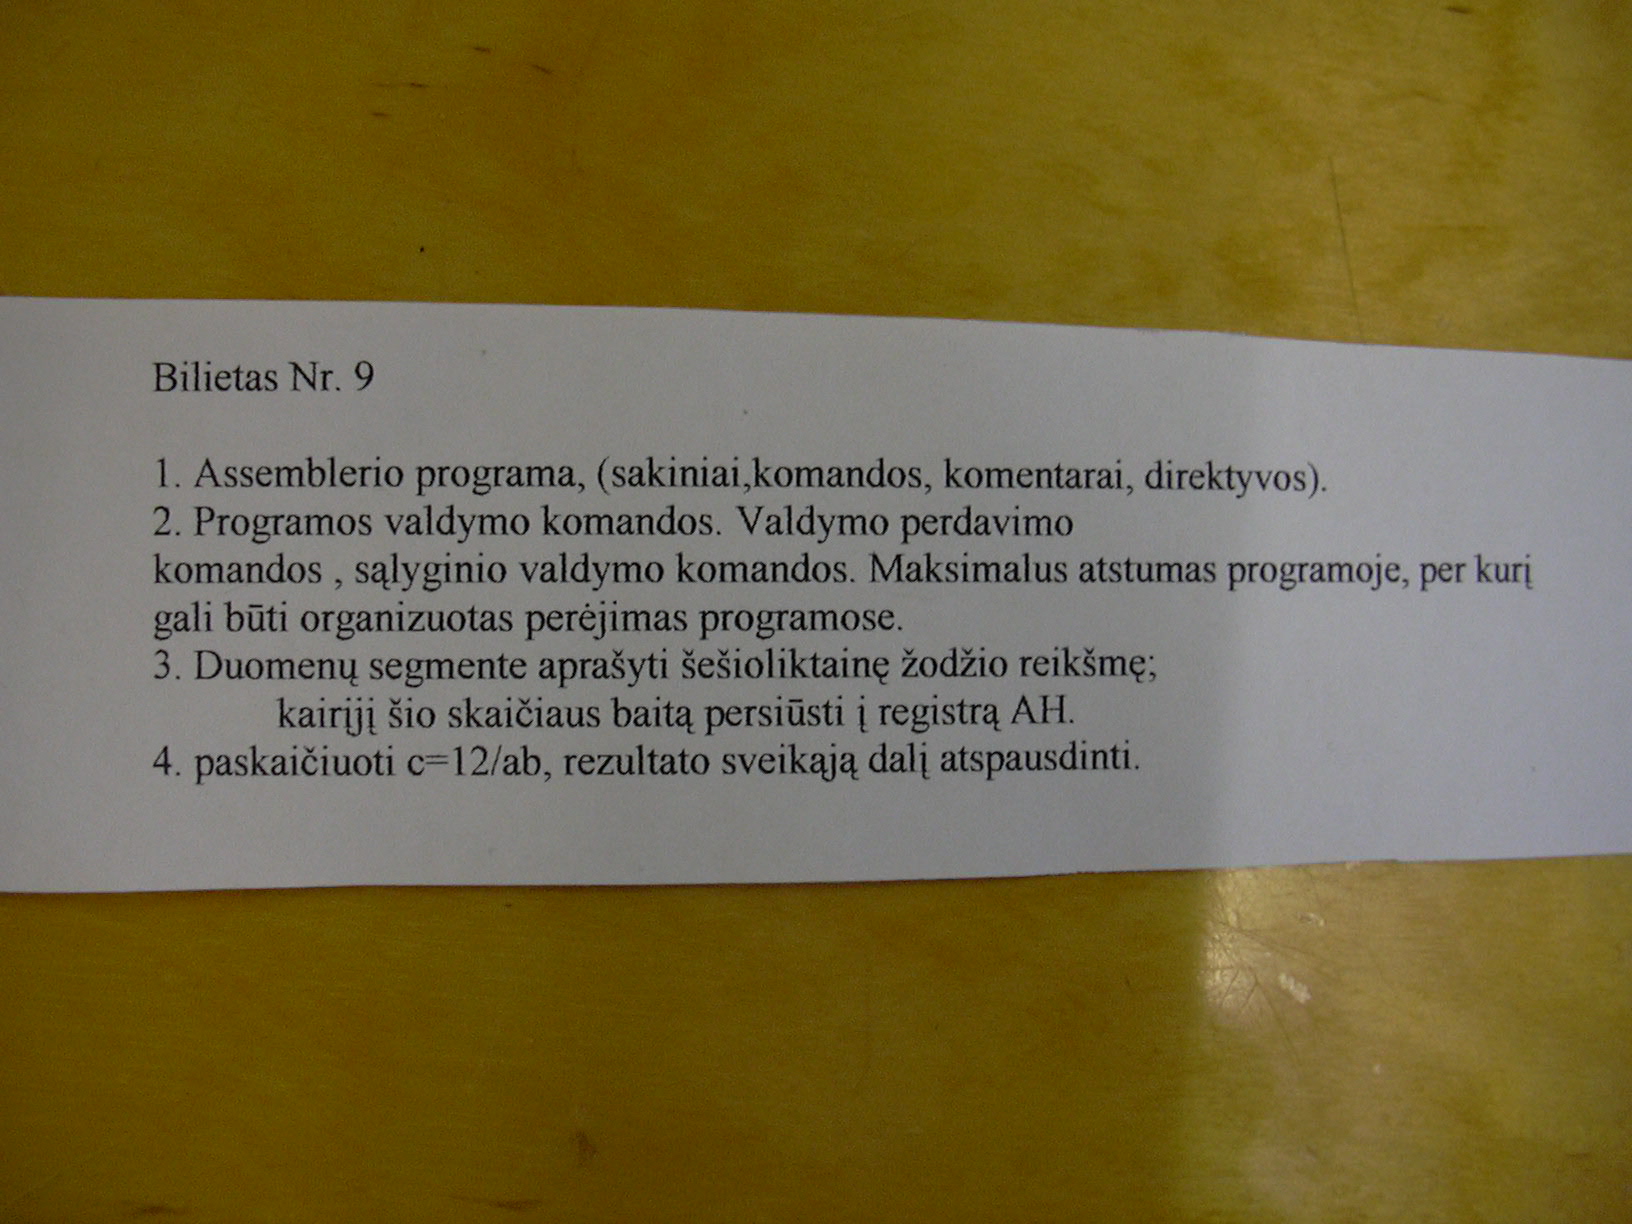 Bilietas Nr. 9
1. Assemblerio programa, (sakiniai,komandos, komentarai, direktyvos).
2. Programos valdymo komandos. Valdymo perdavimo
komandos , sąlyginio valdymo komandos. Maksimalus atstumas programoje, per kurį
gali būti organizuotas perėjimas programose.
3. Duomenų segmente aprašyti šešioliktainę žodžio reikšmę;
kairįjį šio skaičiaus baitą persiūsti į registrą AH.
4. paskaičiuoti c=12/ab, rezultato sveikąją dalį atspausdinti.